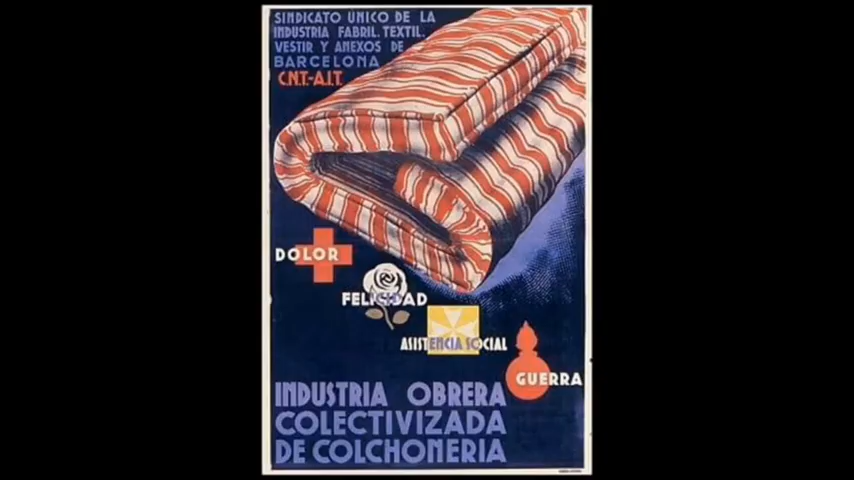 SINDICATO ÚNICO DE LA
INDUSTRIA FABRIL. TEXTIL.
VESTIR Y ANEXOS DE
BARCELONA
C.N.T.-A.I.T.
DOLOR
FELICIDAD
ASISTENCIA SOCIAL
GUERRA
INDUSTRIA OBRERA
COLECTIVIZADA
DE COLCHONERIA